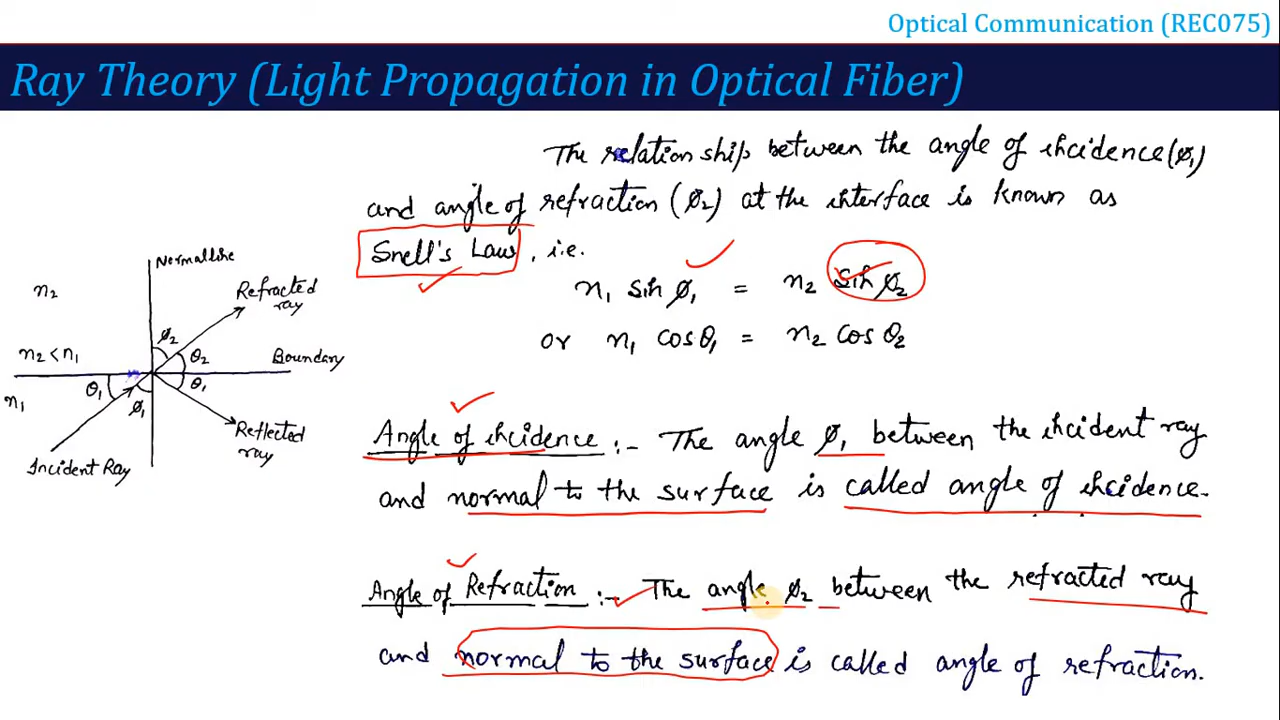 Optical Communication (REC075)
Ray Theory (Light Propagation in Optical Fiber)
The relationship between the angle of incidence (ϕ₁)
and angle of refraction (ϕ₂) at the interface is known as
Snell's Law, i.e.
n₁ sin ϕ₁ = n₂ sin ϕ₂
or n₁ cos θ₁ = n₂ cos θ₂
Normal line
n₂
Refracted
ray
ϕ₂
n₂ < n₁
θ₂
Boundary
θ₁
θ₁
n₁
ϕ₁
Reflected
ray
Incident Ray
Angle of incidence :- The angle ϕ₁ between the incident ray
and normal to the surface is called angle of incidence.
Angle of Refraction :- The angle ϕ₂ between the refracted ray
and normal to the surface is called angle of refraction.